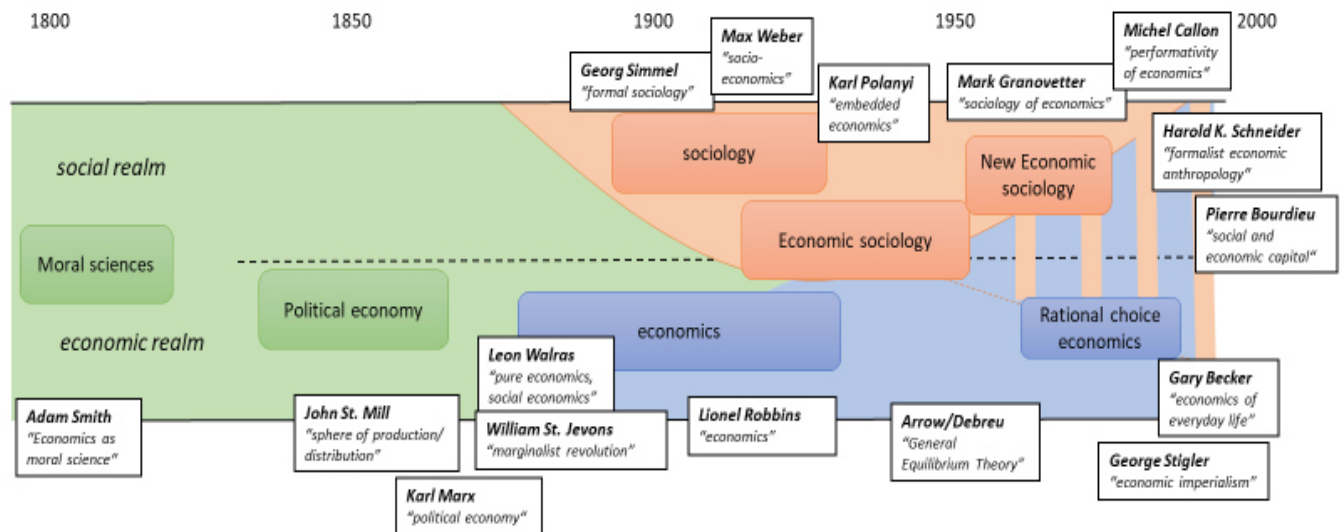 1800 1850 1900 1950 2000
Michel Callon
"performativity
of economics"
Max Weber
"socio-
economics"
Georg Simmel
"formal sociology"
Karl Polanyi
"embedded
economics"
Mark Granovetter
"sociology of economics"
Harold K. Schneider
"formalist economic
anthropology"
Pierre Bourdieu
"social and
economic capital"
social realm
sociology
New Economic
sociology
Moral sciences
Economic sociology
Political economy
economics
Rational choice
economics
economic realm
Leon Walras
"pure economics,
social economics"
Gary Becker
"economics of
everyday life"
Adam Smith
"Economics as
moral science"
John St. Mill
"sphere of production/
distribution"
William St. Jevons
"marginalist revolution"
Lionel Robbins
"economics"
Arrow/Debreu
"General
Equilibrium Theory"
George Stigler
"economic imperialism"
Karl Marx
"political economy"